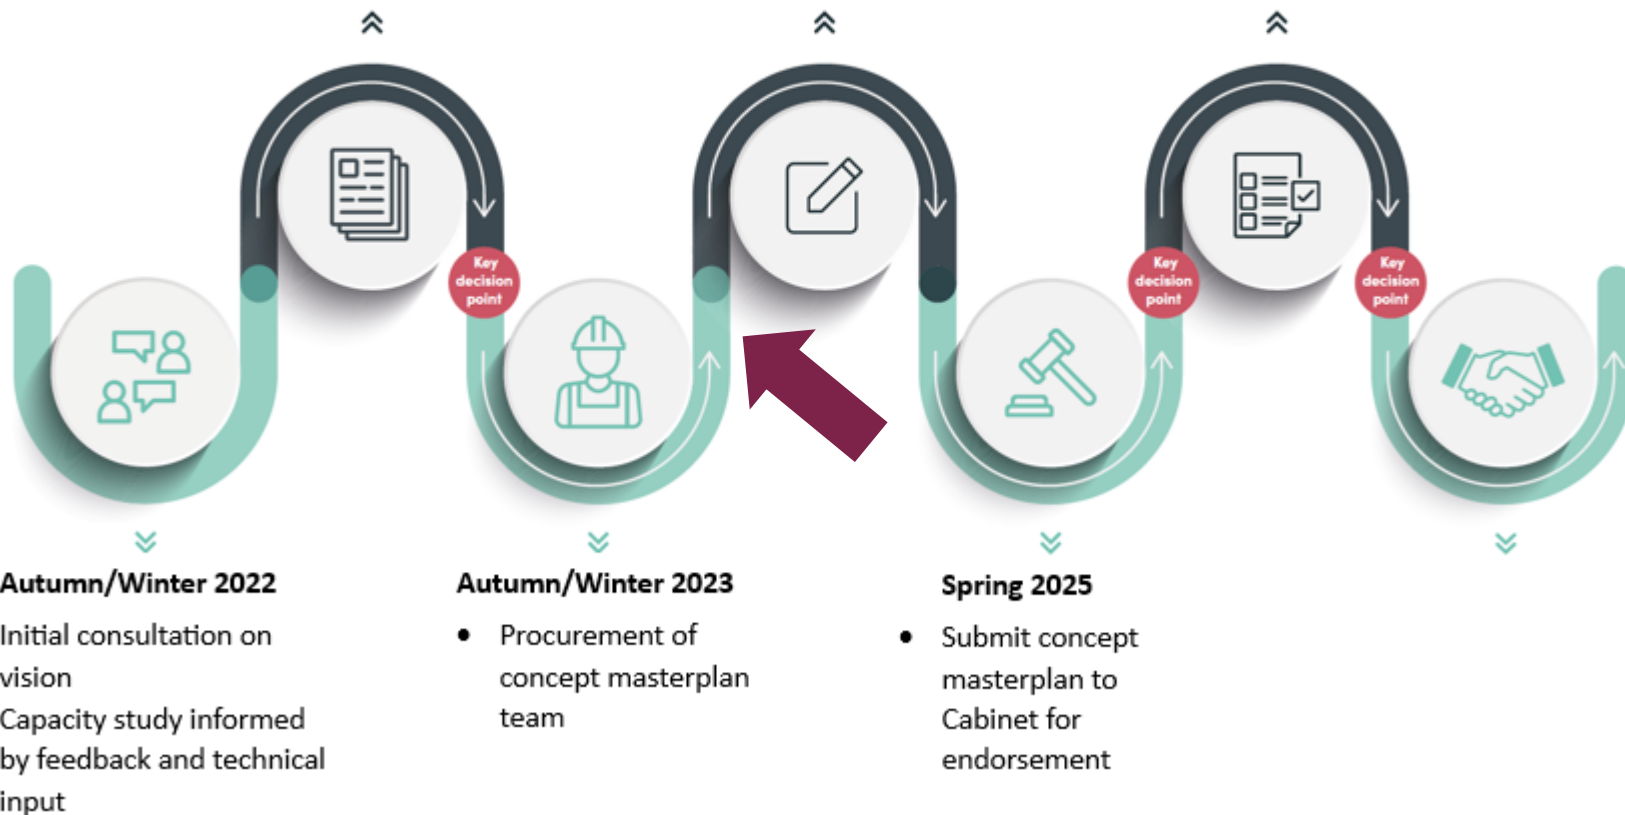 Key
decision
point
Key
decision
point
Key
decision
point
Autumn/Winter 2022
Initial consultation on
vision
Capacity study informed
by feedback and technical
input
Autumn/Winter 2023
• Procurement of
concept masterplan
team
Spring 2025
• Submit concept
masterplan to
Cabinet for
endorsement